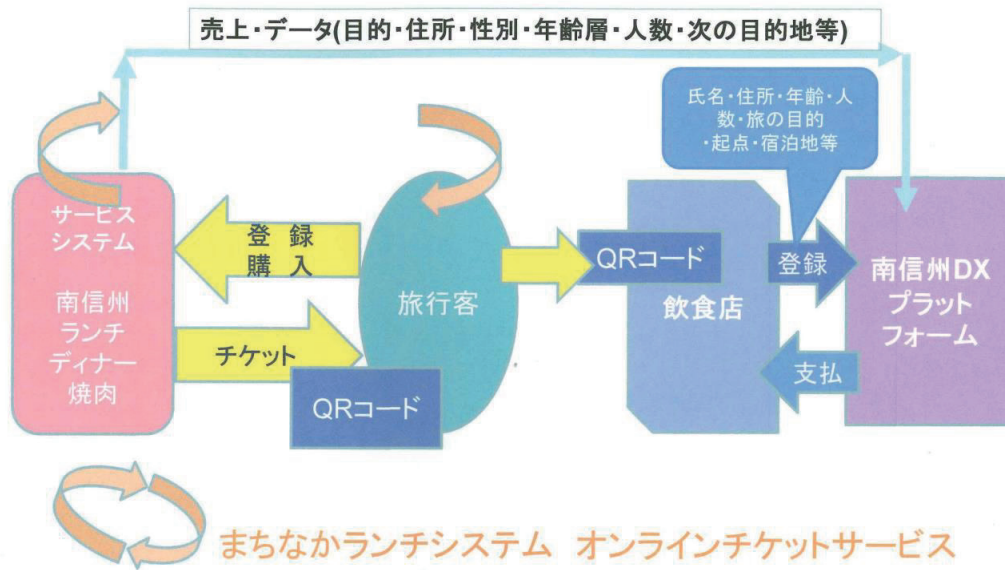 売上・データ(目的・住所・性別・年齢層・人数・次の目的地等)
氏名・住所・年齢・人
数・旅の目的
・起点・宿泊地等
サービス
システム
南信州
ランチ
ディナー
焼肉
登 録
購 入
チケット
旅行客
QRコード
QRコード
飲食店
登録
支払
南信州DX
プラット
フォーム
まちなかランチシステム オンラインチケットサービス